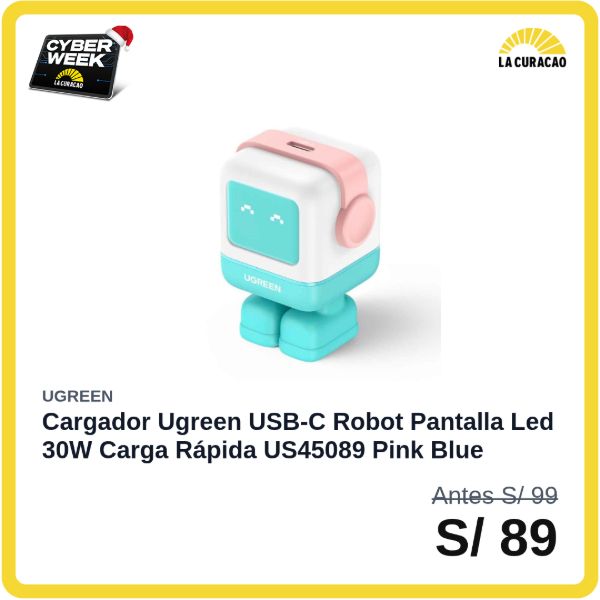 CYBER
WEEK
LA CURACAO
LA CURACAO
UGREEN
UGREEN
Cargador Ugreen USB-C Robot Pantalla Led
30W Carga Rápida US45089 Pink Blue
Antes S/ 99
S/ 89